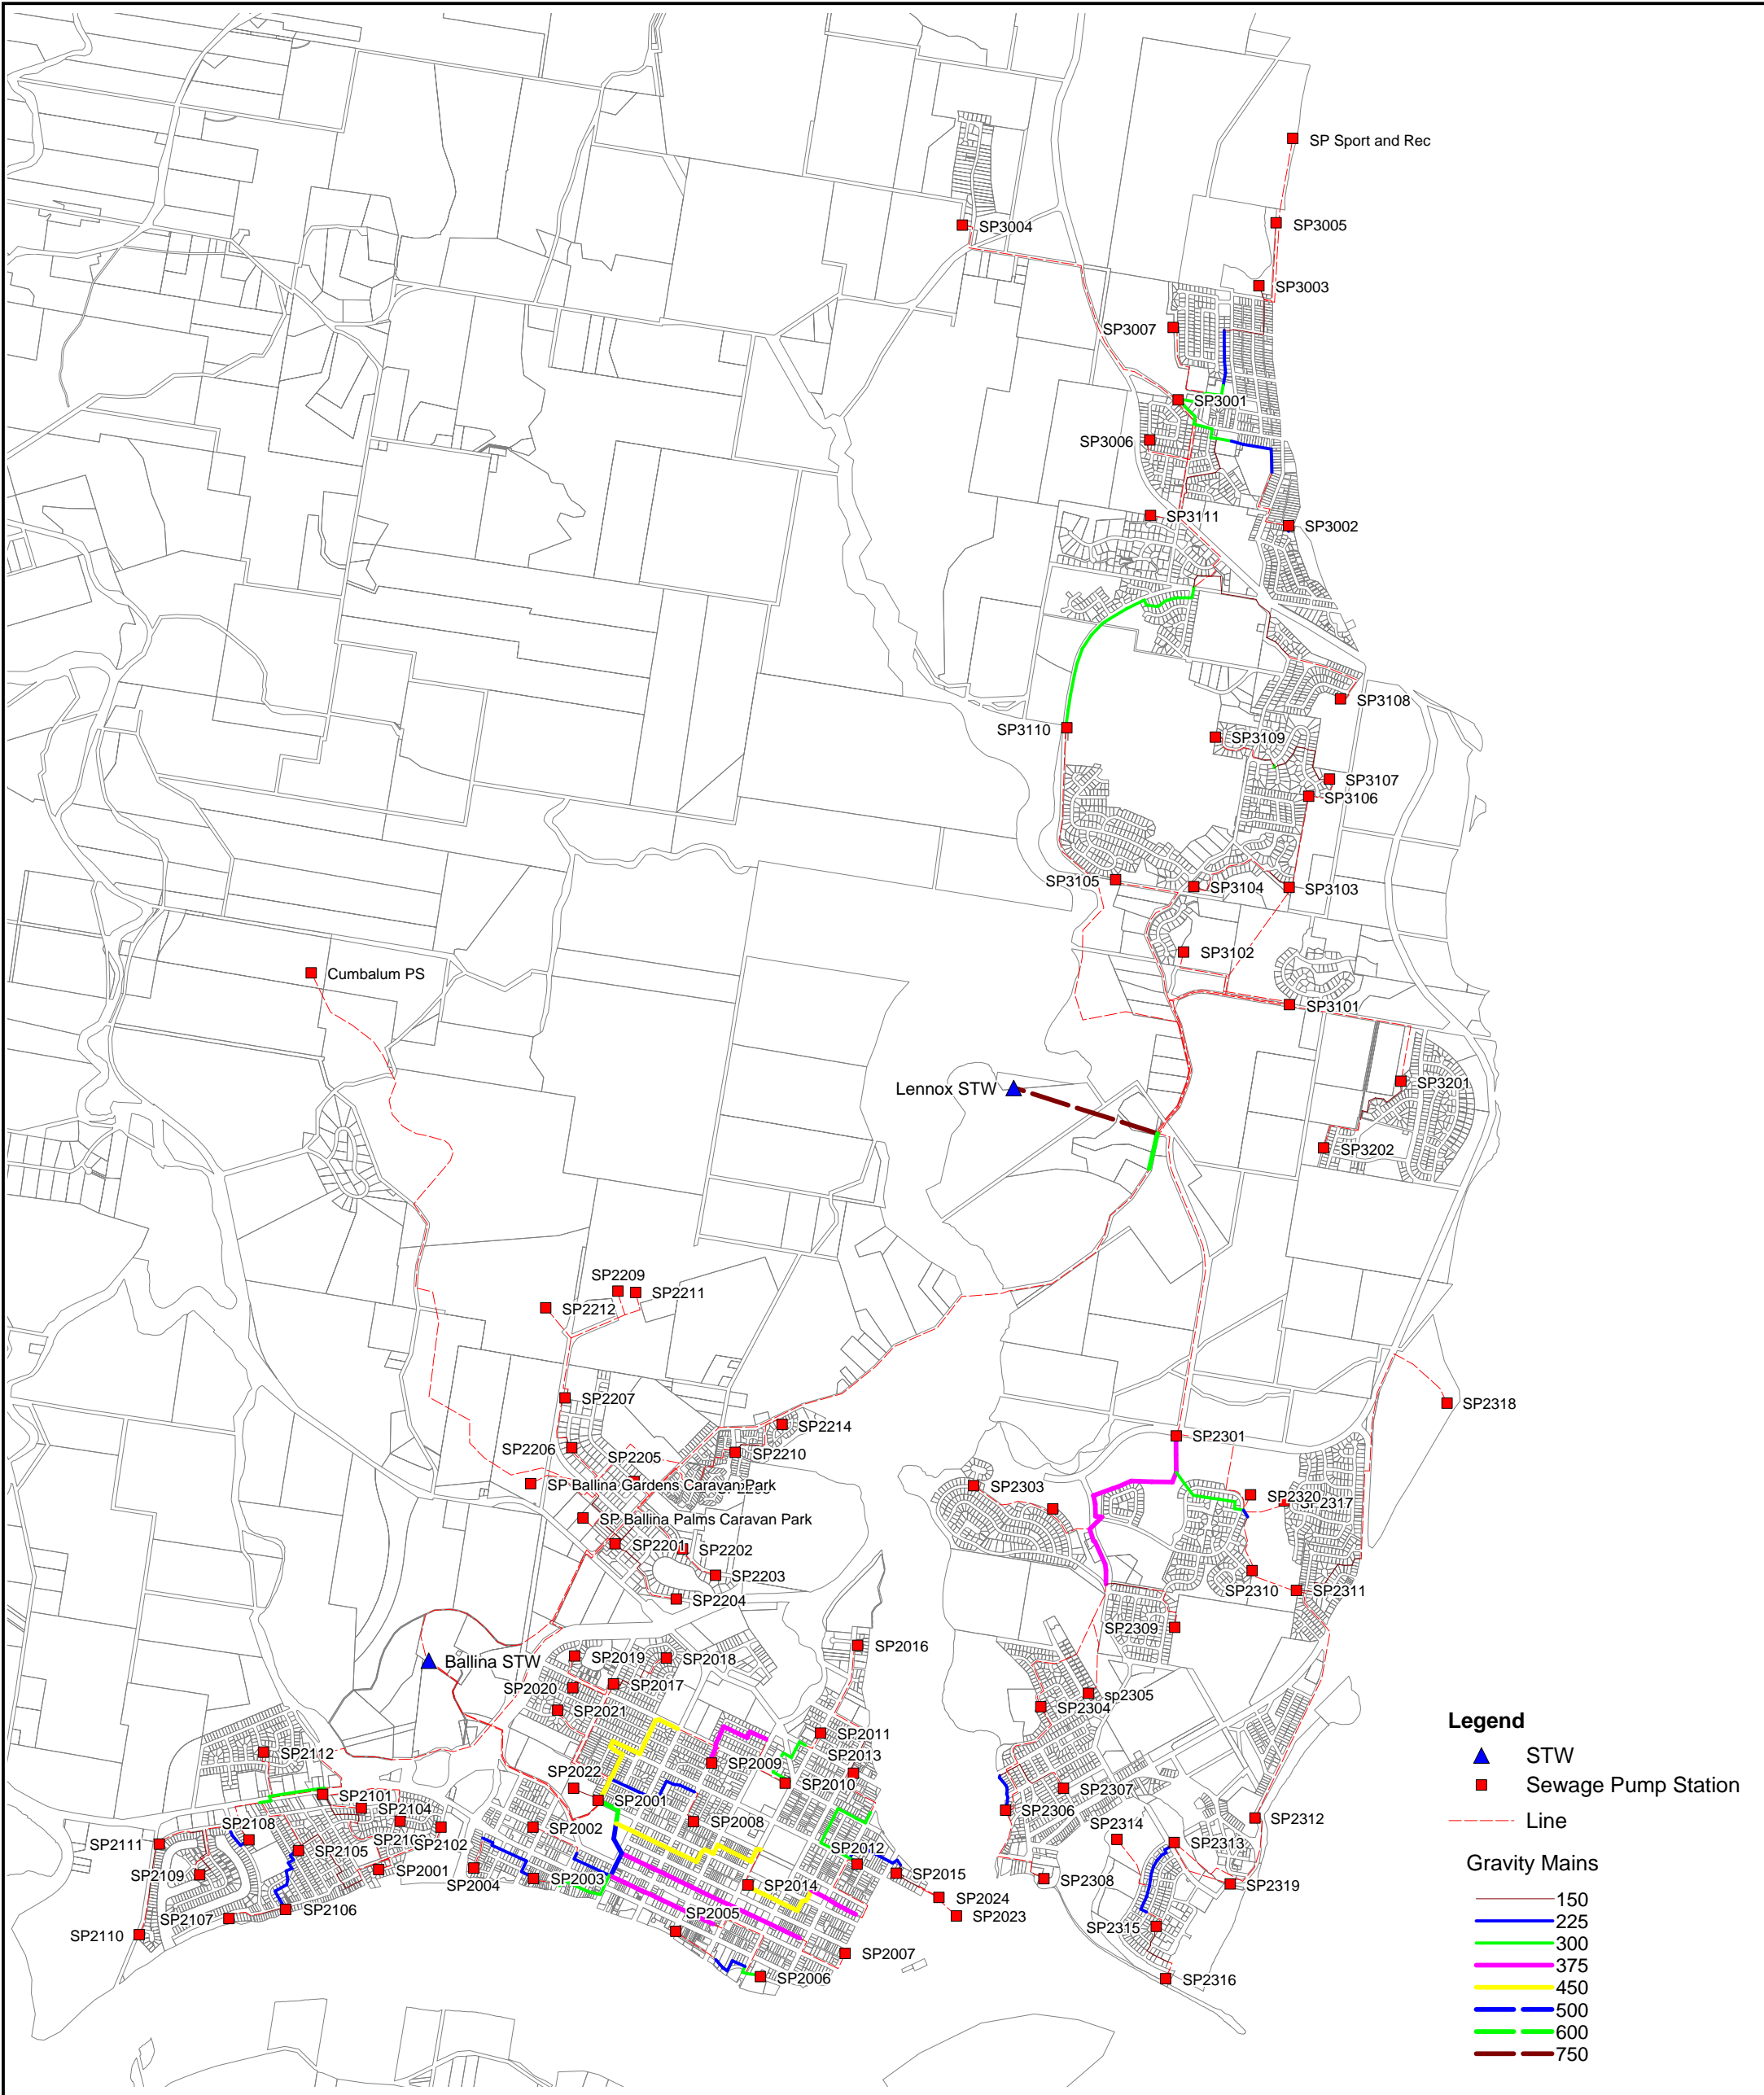 SP Sport and Rec
SP3004
SP3005
SP3003
SP3007
SP3001
SP3006
SP3111
SP3002
SP3108
SP3110
SP3109
SP3107
SP3106
SP3105
SP3104
SP3103
SP3102
Cumbalum PS
SP3101
SP3201
Lennox STW
SP3202
SP2209
SP2211
SP2212
SP2207
SP2318
SP2214
SP2206
SP2205
SP2210
SP2301
SP Ballina Gardens Caravan Park
SP2303
SP2320
SP2317
SP Ballina Palms Caravan Park
SP2201
SP2202
SP2203
SP2310
SP2311
SP2204
SP2309
SP2016
Ballina STW
SP2019
SP2018
SP2020
SP2017
sp2305
SP2304
SP2021
SP2011
SP2112
SP2013
SP2009
SP2010
SP2022
SP2307
SP2101
SP2001
SP2306
SP2104
SP2008
SP2312
SP2108
SP2002
SP2314
SP2102
SP2111
SP2313
SP2105
SP2012
SP2109
SP2001
SP2004
SP2003
SP2015
SP2014
SP2308
SP2319
SP2024
SP2106
SP2107
SP2005
SP2023
SP2315
SP2110
SP2007
SP2006
SP2316
Legend
STW
Sewage Pump Station
Line
Gravity Mains
150
225
300
375
450
500
600
750